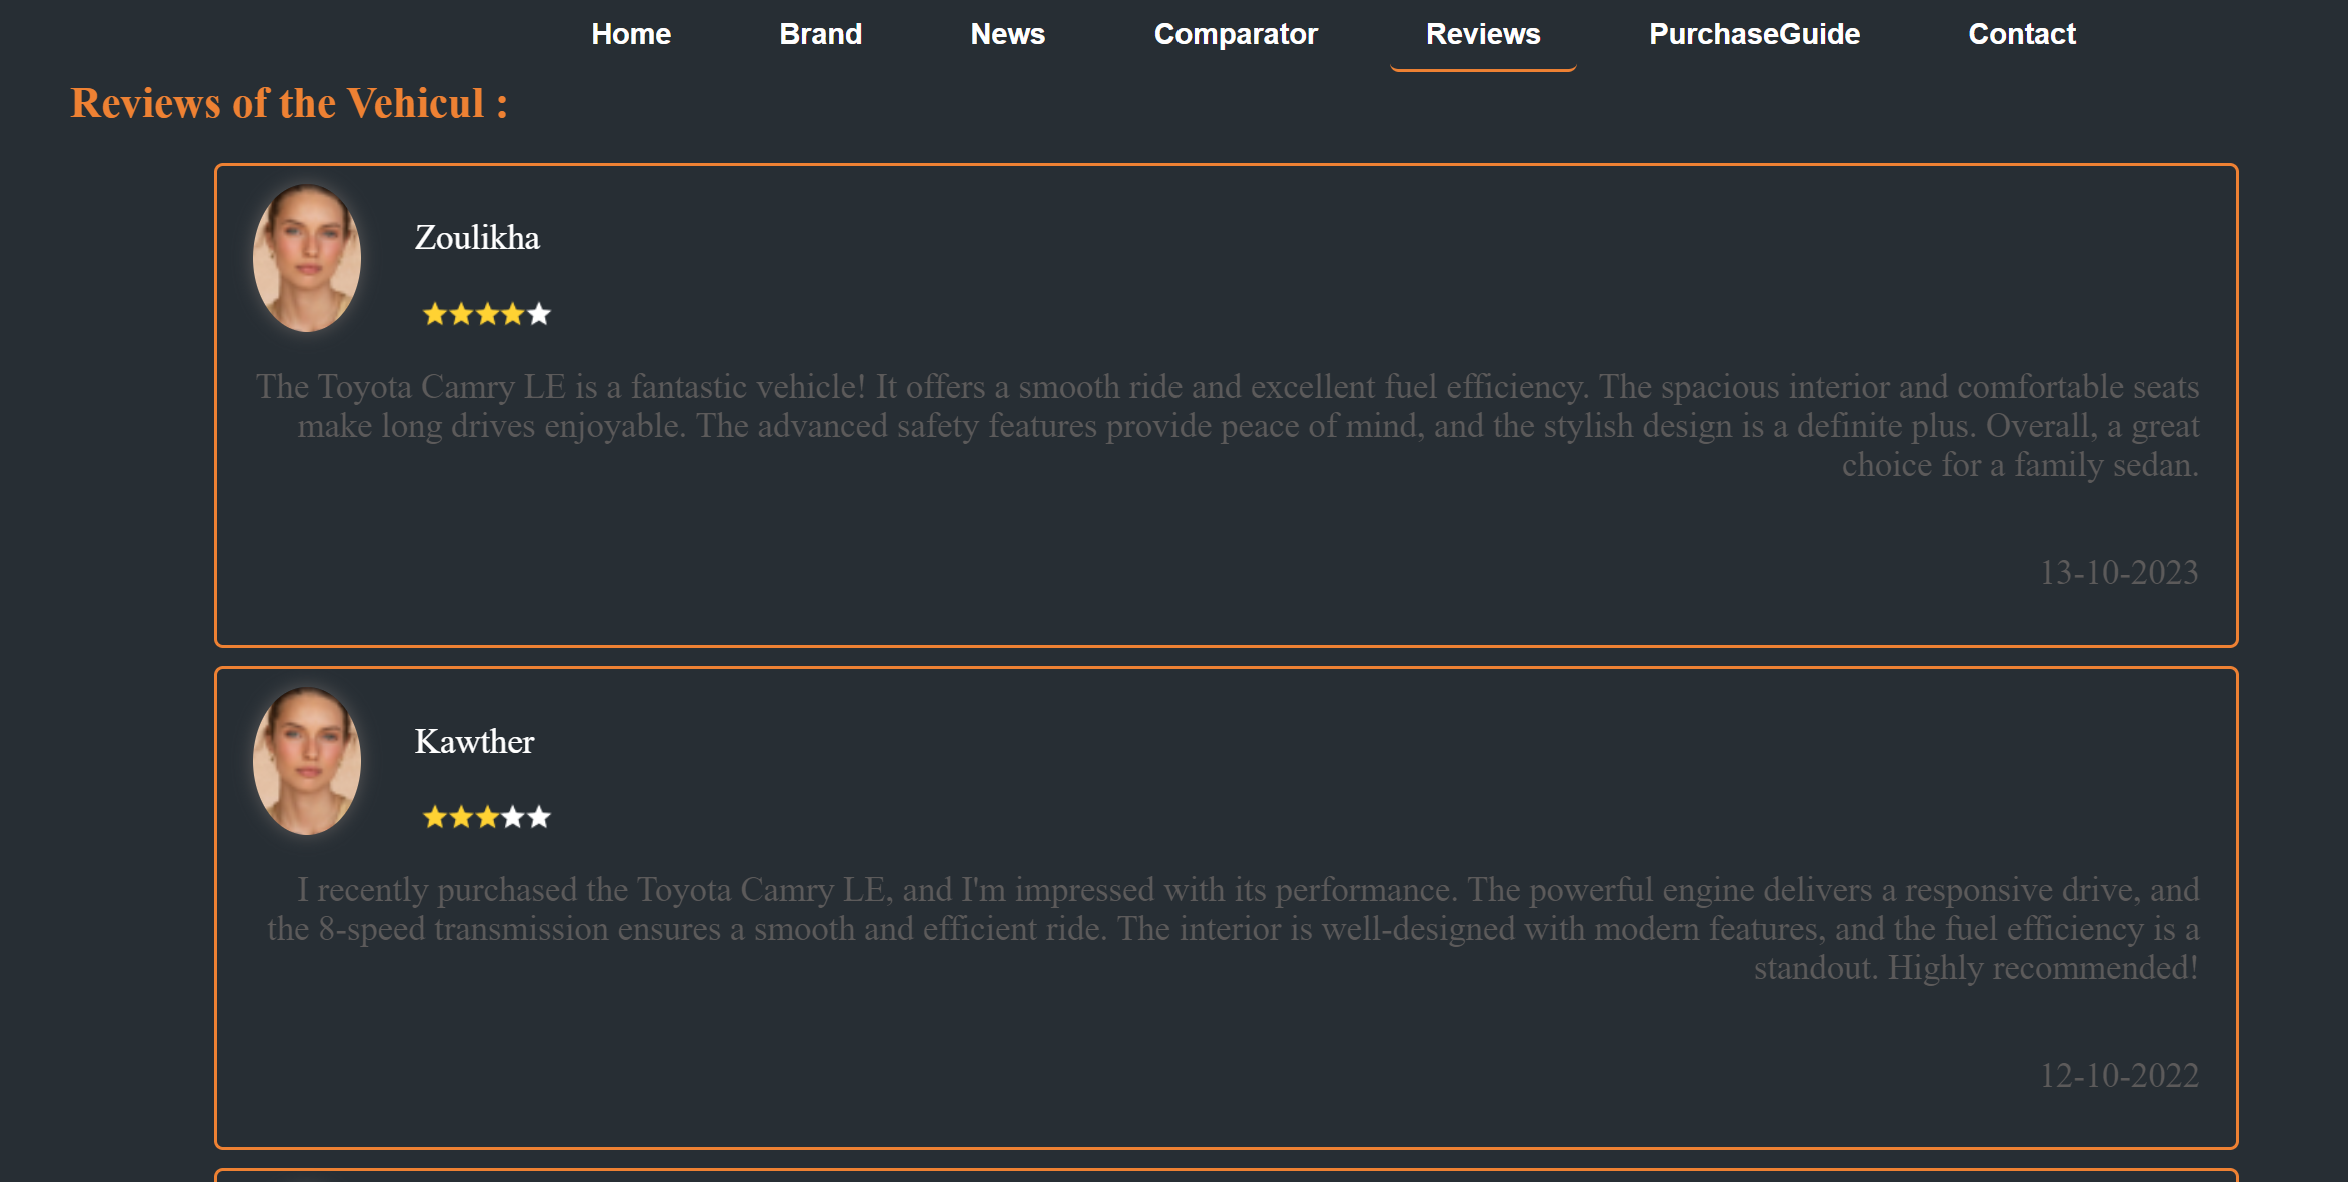 Home Brand News Comparator Reviews PurchaseGuide Contact
Reviews of the Vehicul :
Zoulikha
The Toyota Camry LE is a fantastic vehicle! It offers a smooth ride and excellent fuel efficiency. The spacious interior and comfortable seats
make long drives enjoyable. The advanced safety features provide peace of mind, and the stylish design is a definite plus. Overall, a great
choice for a family sedan.
13-10-2023
Kawther
I recently purchased the Toyota Camry LE, and I'm impressed with its performance. The powerful engine delivers a responsive drive, and
the 8-speed transmission ensures a smooth and efficient ride. The interior is well-designed with modern features, and the fuel efficiency is a
standout. Highly recommended!
12-10-2022